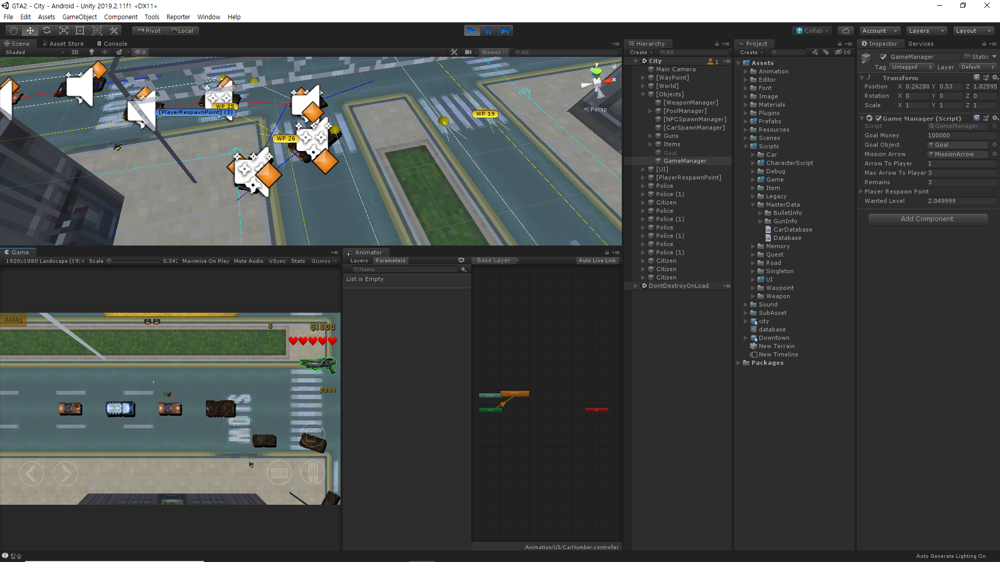 GTA2 - City - Android - Unity 2019.2.11f1 <DX11>
File Edit Assets GameObject Component Tools Reporter Window Help
Pivot Local Collab Account Layers Layout
Scene Asset Store Console
Shaded 2D 0 Gizmos All
y
z
x
Persp
WP 25
[PlayerRespawnPoint] (3)
WP 26
WP 19
Game
1920x1080 Landscape (19 Scale 0.34 Maximize On Play Mute Audio VSync Stats Gizmos
Debug
3
$1600
2994
Animator
Layers Parameters Base Layer Auto Live Link
Name
List is Empty
Animation/UI/CarNumber.controller
Hierarchy
Create All
City 1
Main Camera
[WayPoint]
[World]
[Objects]
[WeaponManager]
[PoolManager]
[NPCSpawnManager]
[CarSpawnManager]
Guns
Items
Goal
GameManager
[UI]
[PlayerRespawnPoint]
Police
Police (1)
Citizen
Police
Police (1)
Police
Police (1)
Police
Police (1)
Citizen
Citizen
Citizen
DontDestroyOnLoad
Project
Create 10
Assets
Animation
Editor
Font
Image
Materials
Plugins
Prefabs
Resources
Scenes
Scripts
Car
CharacterScript
Debug
Game
Item
Legacy
MasterData
BulletInfo
GunInfo
CarDatabase
Database
Memory
Quest
Road
Singleton
UI
Waypoint
Weapon
Sound
SubAsset
city
database
Downtown
New Terrain
New Timeline
Packages
Inspector Services
GameManager Static
Tag Untagged Layer Default
Transform
Position X 0.26280 Y 0.53 Z 1.82595
Rotation X 0 Y 0 Z 0
Scale X 1 Y 1 Z 1
Game Manager (Script)
Script GameManager
Goal Money 100000
Goal Object Goal
Mission Arrow MissionArrow
Arrow To Player 1
Max Arrow To Player 3
Remains 3
Player Respawn Point
Wanted Level 2.049999
Add Component
탑승
Auto Generate Lighting On